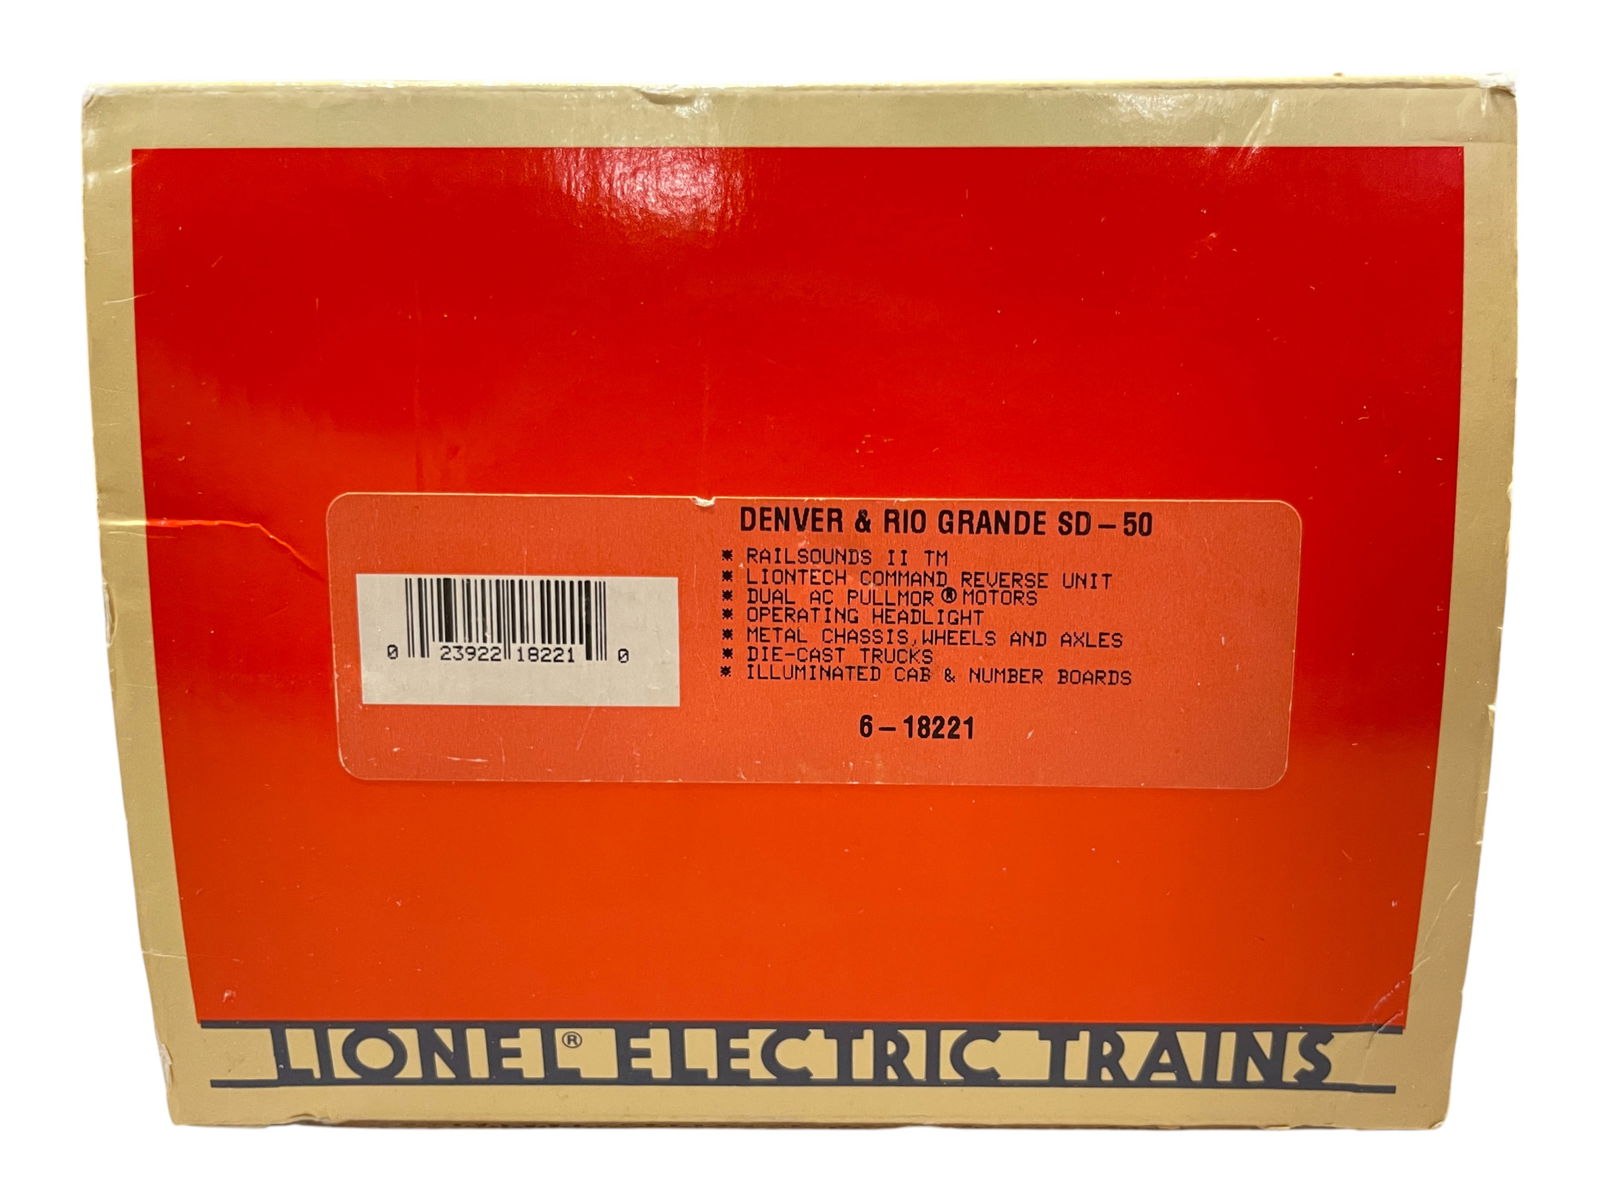 DENVER & RIO GRANDE SD-50
* RAILSOUNDS II TM
* LIONTECH COMMAND REVERSE UNIT
* DUAL AC PULLMOR ® MOTORS
* OPERATING HEADLIGHT
* METAL CHASSIS, WHEELS AND AXLES
* DIE-CAST TRUCKS
* ILLUMINATED CAB & NUMBER BOARDS
6-18221
0 23922 18221 0
LIONEL® ELECTRIC TRAINS